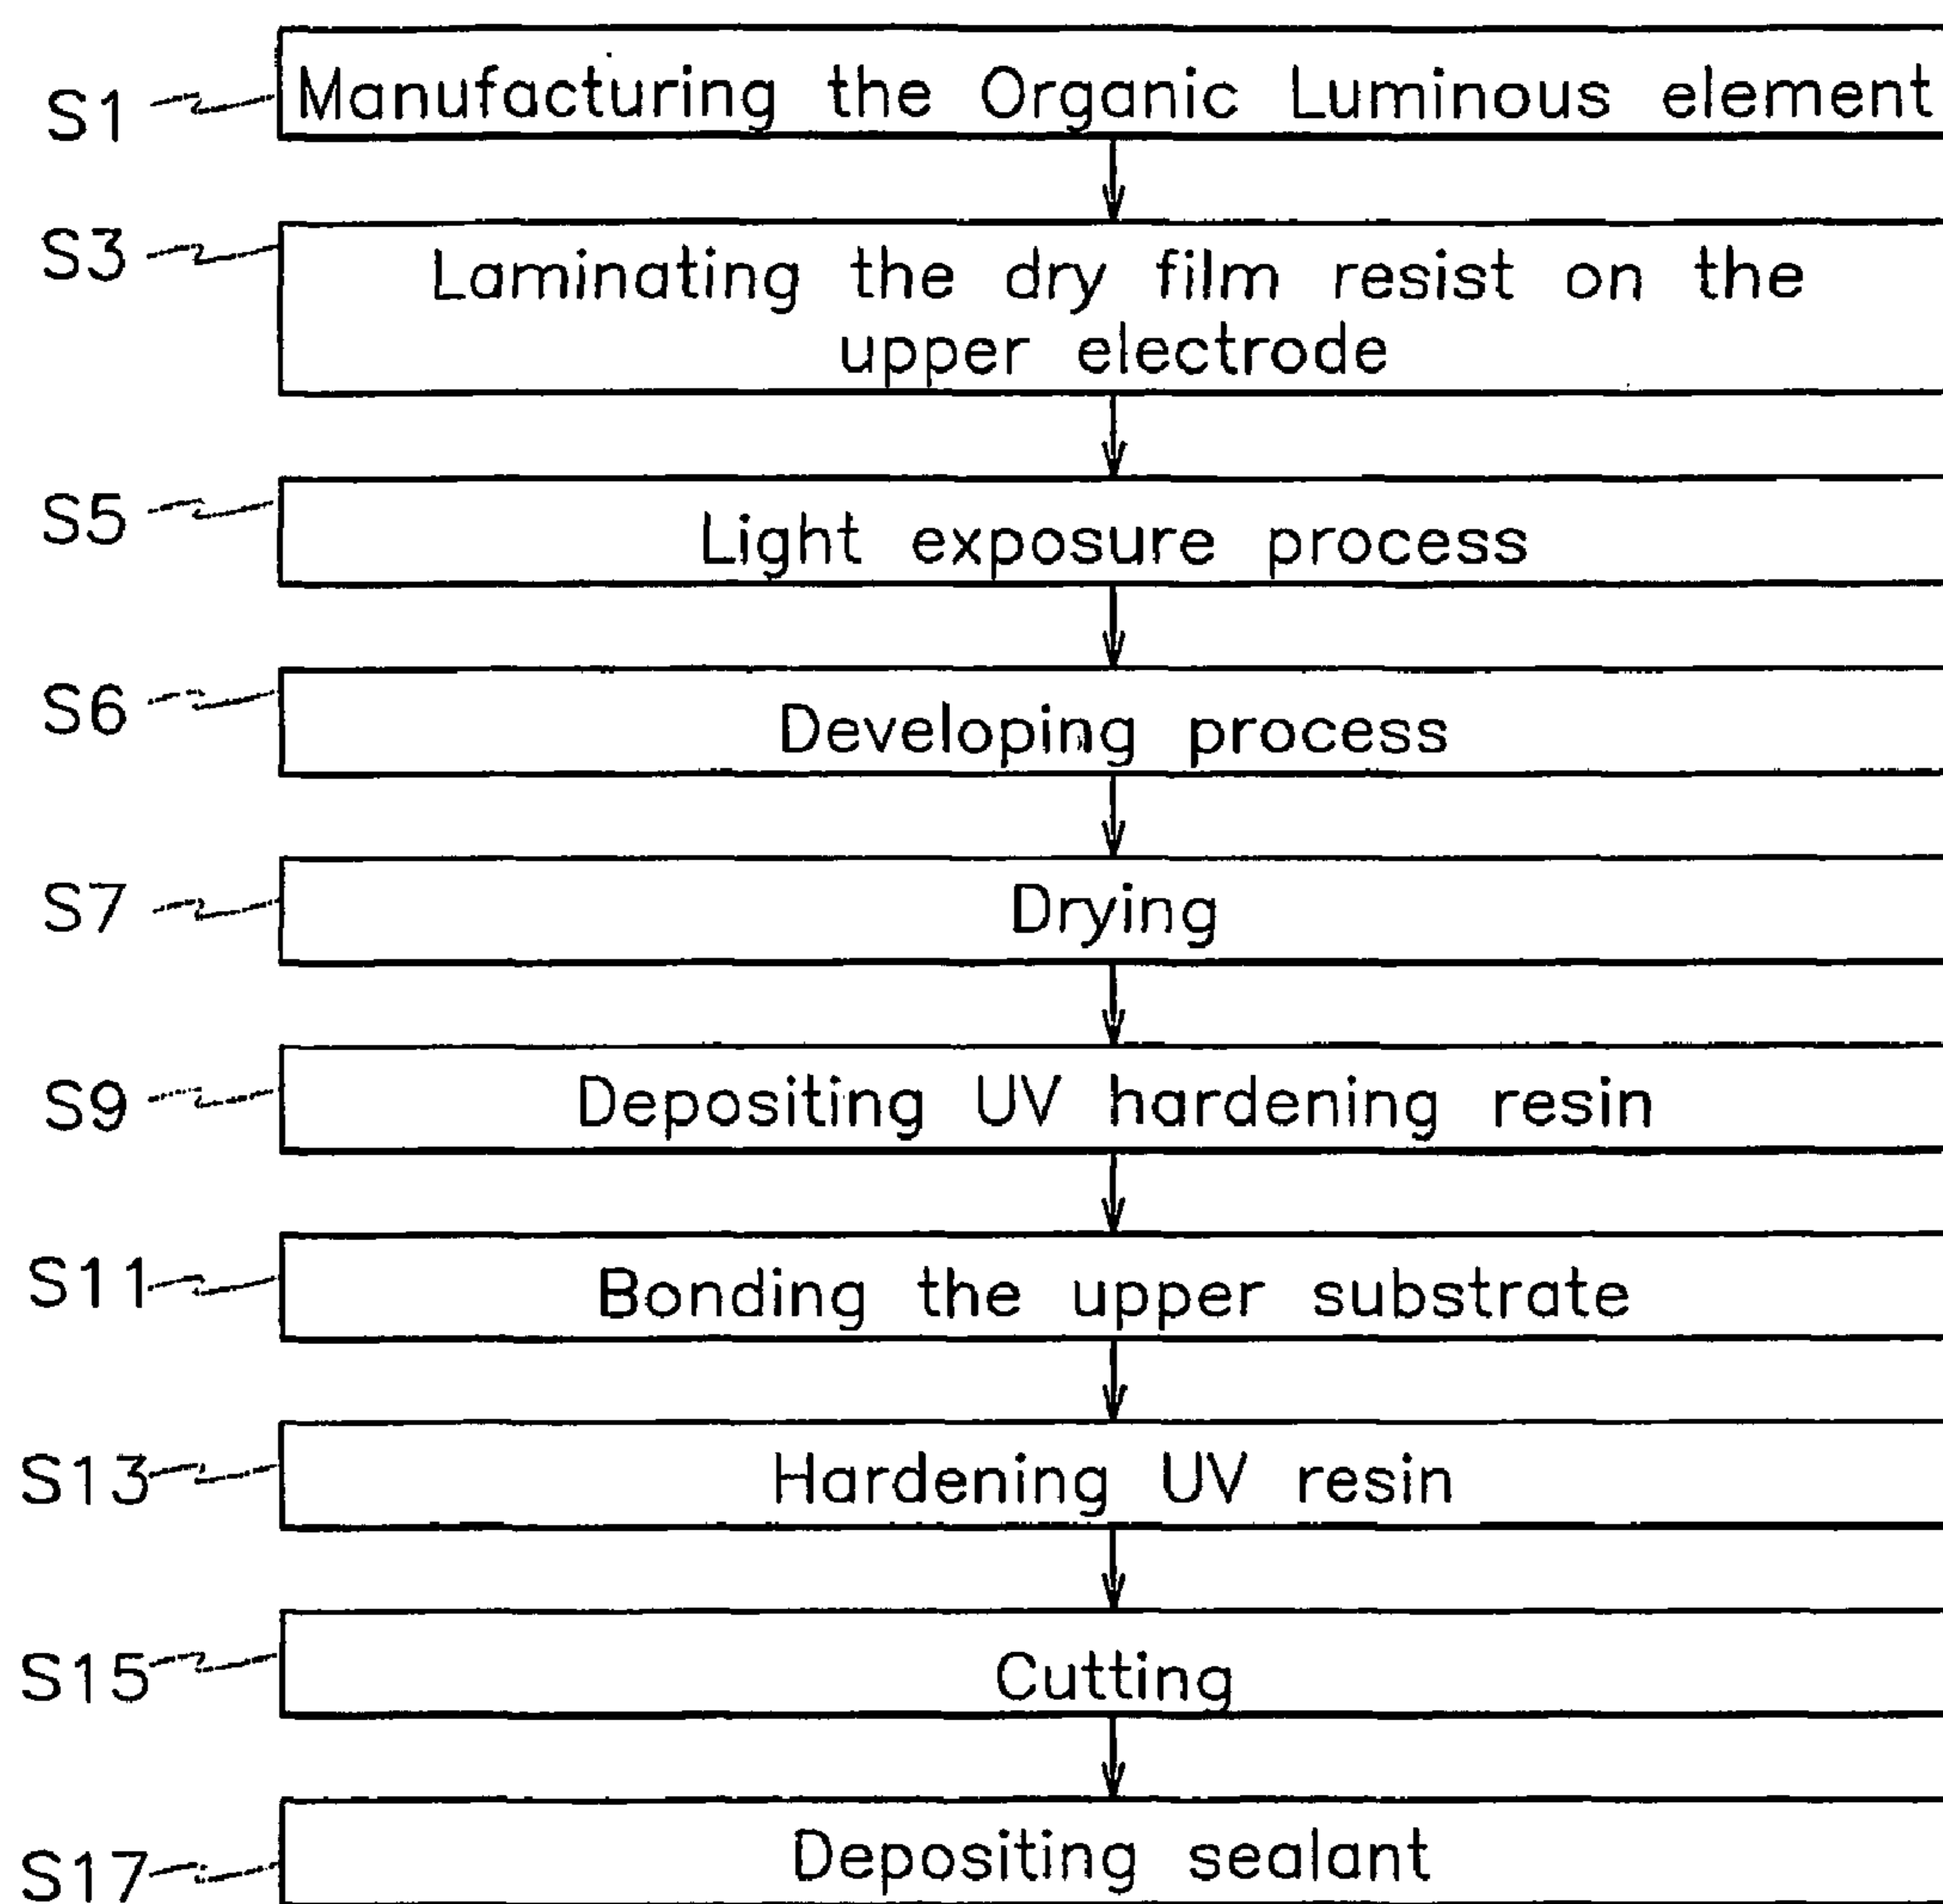 S1 Manufacturing the Organic Luminous element
S3 Laminating the dry film resist on the
upper electrode
S5 Light exposure process
S6 Developing process
S7 Drying
S9 Depositing UV hardening resin
S11 Bonding the upper substrate
S13 Hardening UV resin
S15 Cutting
S17 Depositing sealant